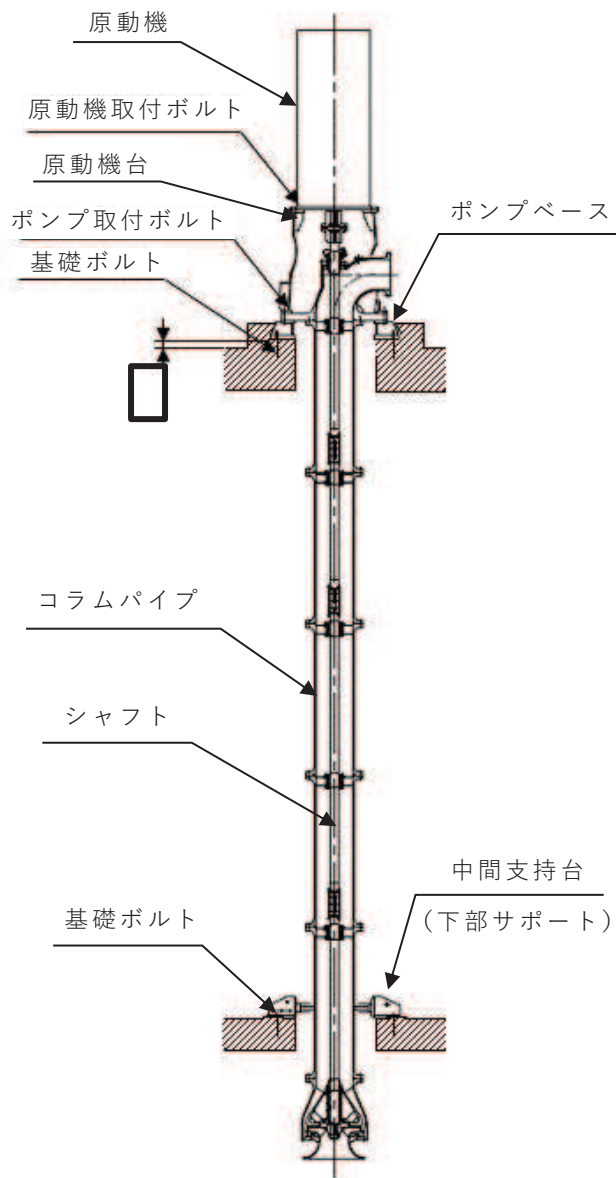 原動機
原動機取付ボルト
原動機台
ポンプ取付ボルト
ポンプベース
基礎ボルト
コラムパイプ
シャフト
中間支持台
(下部サポート)
基礎ボルト